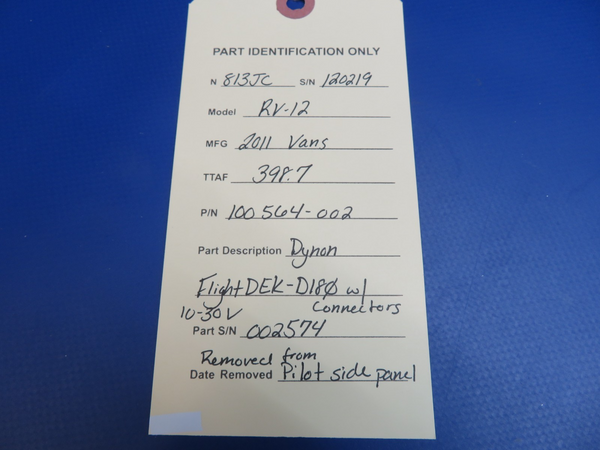 PART IDENTIFICATION ONLY
N 813JC S/N 120219
Model RV-12
MFG 2011 Vans
TTAF 398.7
P/N 100564-002
Part Description Dynon
FlightDEK-D180 w/
10-30V Connectors
Part S/N 002574
Removed from
Date Removed Pilot side panel